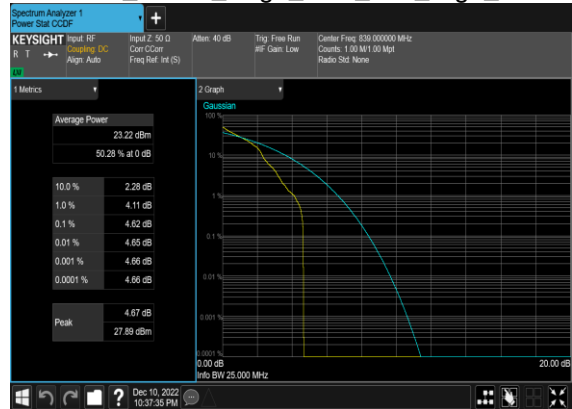 Spectrum Analyzer 1
Power Stat CCDF
KEYSIGHT
R T
Input: RF
Coupling: DC
Align: Auto
Input Z: 50 Ω
Corr CCorr
Freq Ref: Int (S)
Atten: 40 dB
Trig: Free Run
#IF Gain: Low
Center Freq: 839.000000 MHz
Counts: 1.00 M/1.00 Mpt
Radio Std: None
1 Metrics
Average Power
23.22 dBm
50.28 % at 0 dB
10.0 % 2.28 dB
1.0 % 4.11 dB
0.1 % 4.62 dB
0.01 % 4.65 dB
0.001 % 4.66 dB
0.0001 % 4.66 dB
Peak
4.67 dB
27.89 dBm
2 Graph
Gaussian
100 %
10 %
1 %
0.1 %
0.01 %
0.001 %
0.0001 %
0.00 dB
20.00 dB
Info BW 25.000 MHz
Dec 10, 2022
10:37:35 PM